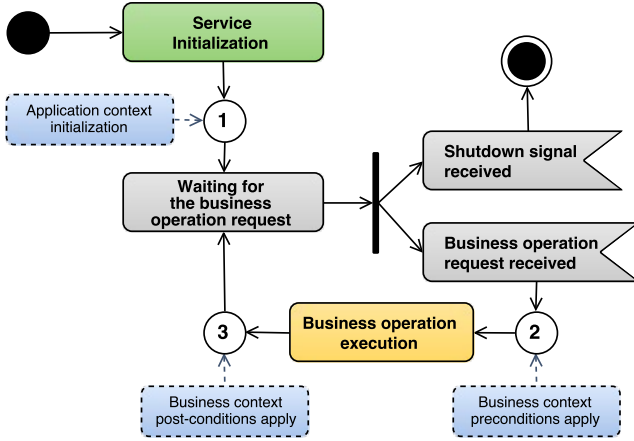 Service
Initialization
Application context
initialization
1
Shutdown signal
received
Waiting for
the business
operation request
Business operation
request received
3
Business operation
execution
2
Business context
post-conditions apply
Business context
preconditions apply